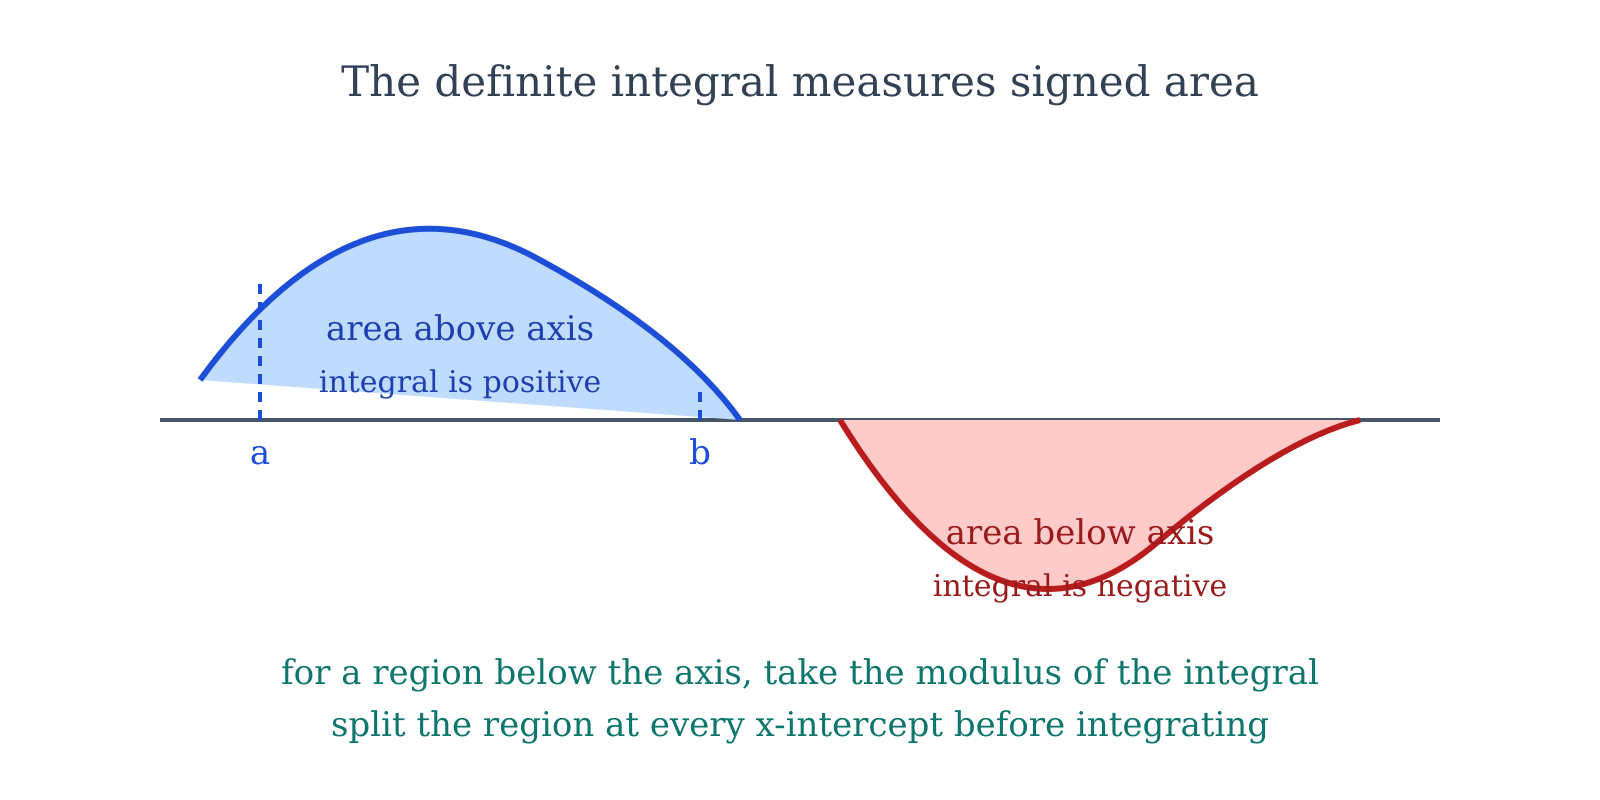 The definite integral measures signed area
area above axis
integral is positive
a
b
area below axis
integral is negative
for a region below the axis, take the modulus of the integral
split the region at every x-intercept before integrating